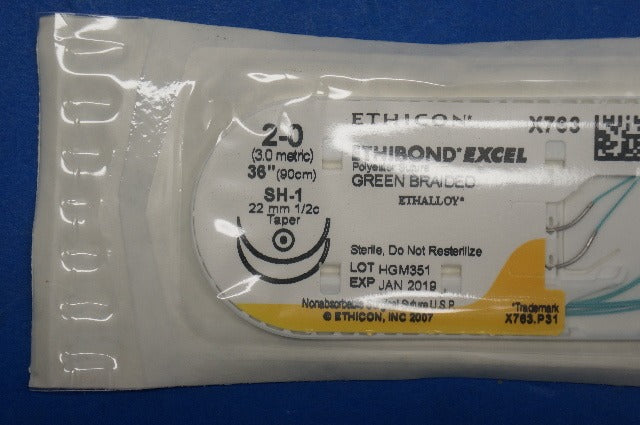 2-0
(3.0 metric)
36" (90cm)
SH-1
22 mm 1/2c
Taper
ETHICON* X763
ETHIBOND* EXCEL
GREEN BRAIDED
ETHALLOY*
Sterile, Do Not Resterilize
LOT HGM351
EXP JAN 2019
Suture U.S.P.
© ETHICON, INC 2007
*Trademark
X763.P31